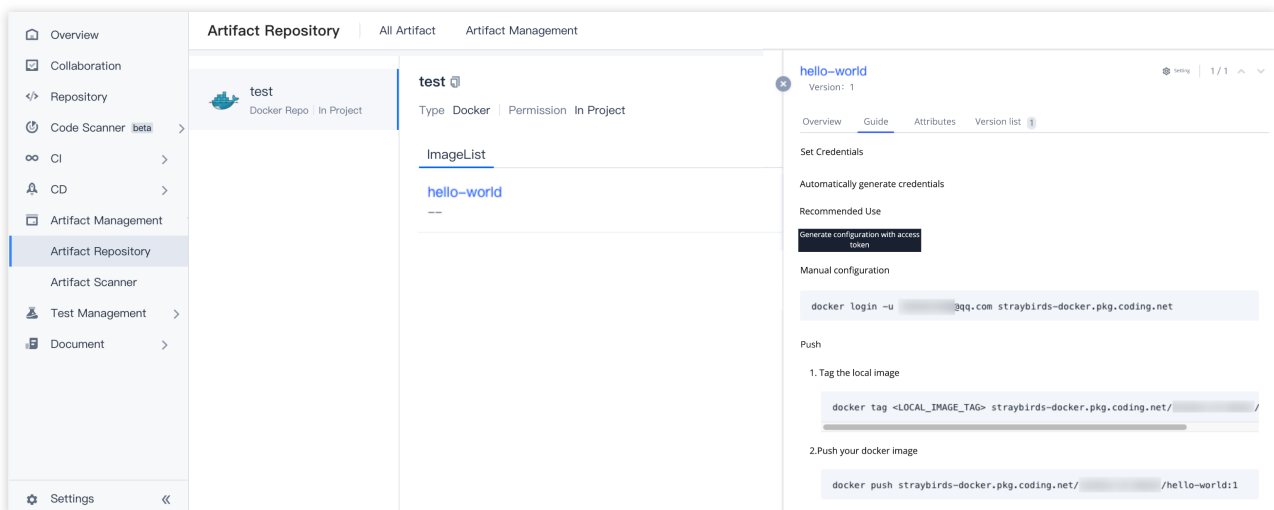 Overview
Collaboration
Repository
Code Scanner beta
CI
CD
Artifact Management
Artifact Repository
Artifact Scanner
Test Management
Document
Settings
Artifact Repository
All Artifact
Artifact Management
test
Docker Repo In Project
test
Type Docker Permission In Project
ImageList
hello-world
--
hello-world
Version: 1
Setting
1 / 1
Overview Guide Attributes Version list 1
Set Credentials
Automatically generate credentials
Recommended Use
Generate configuration with access
token
Manual configuration
docker login -u @qq.com straybirds-docker.pkg.coding.net
Push
1. Tag the local image
docker tag <LOCAL_IMAGE_TAG> straybirds-docker.pkg.coding.net/ /
2.Push your docker image
docker push straybirds-docker.pkg.coding.net/ /hello-world:1